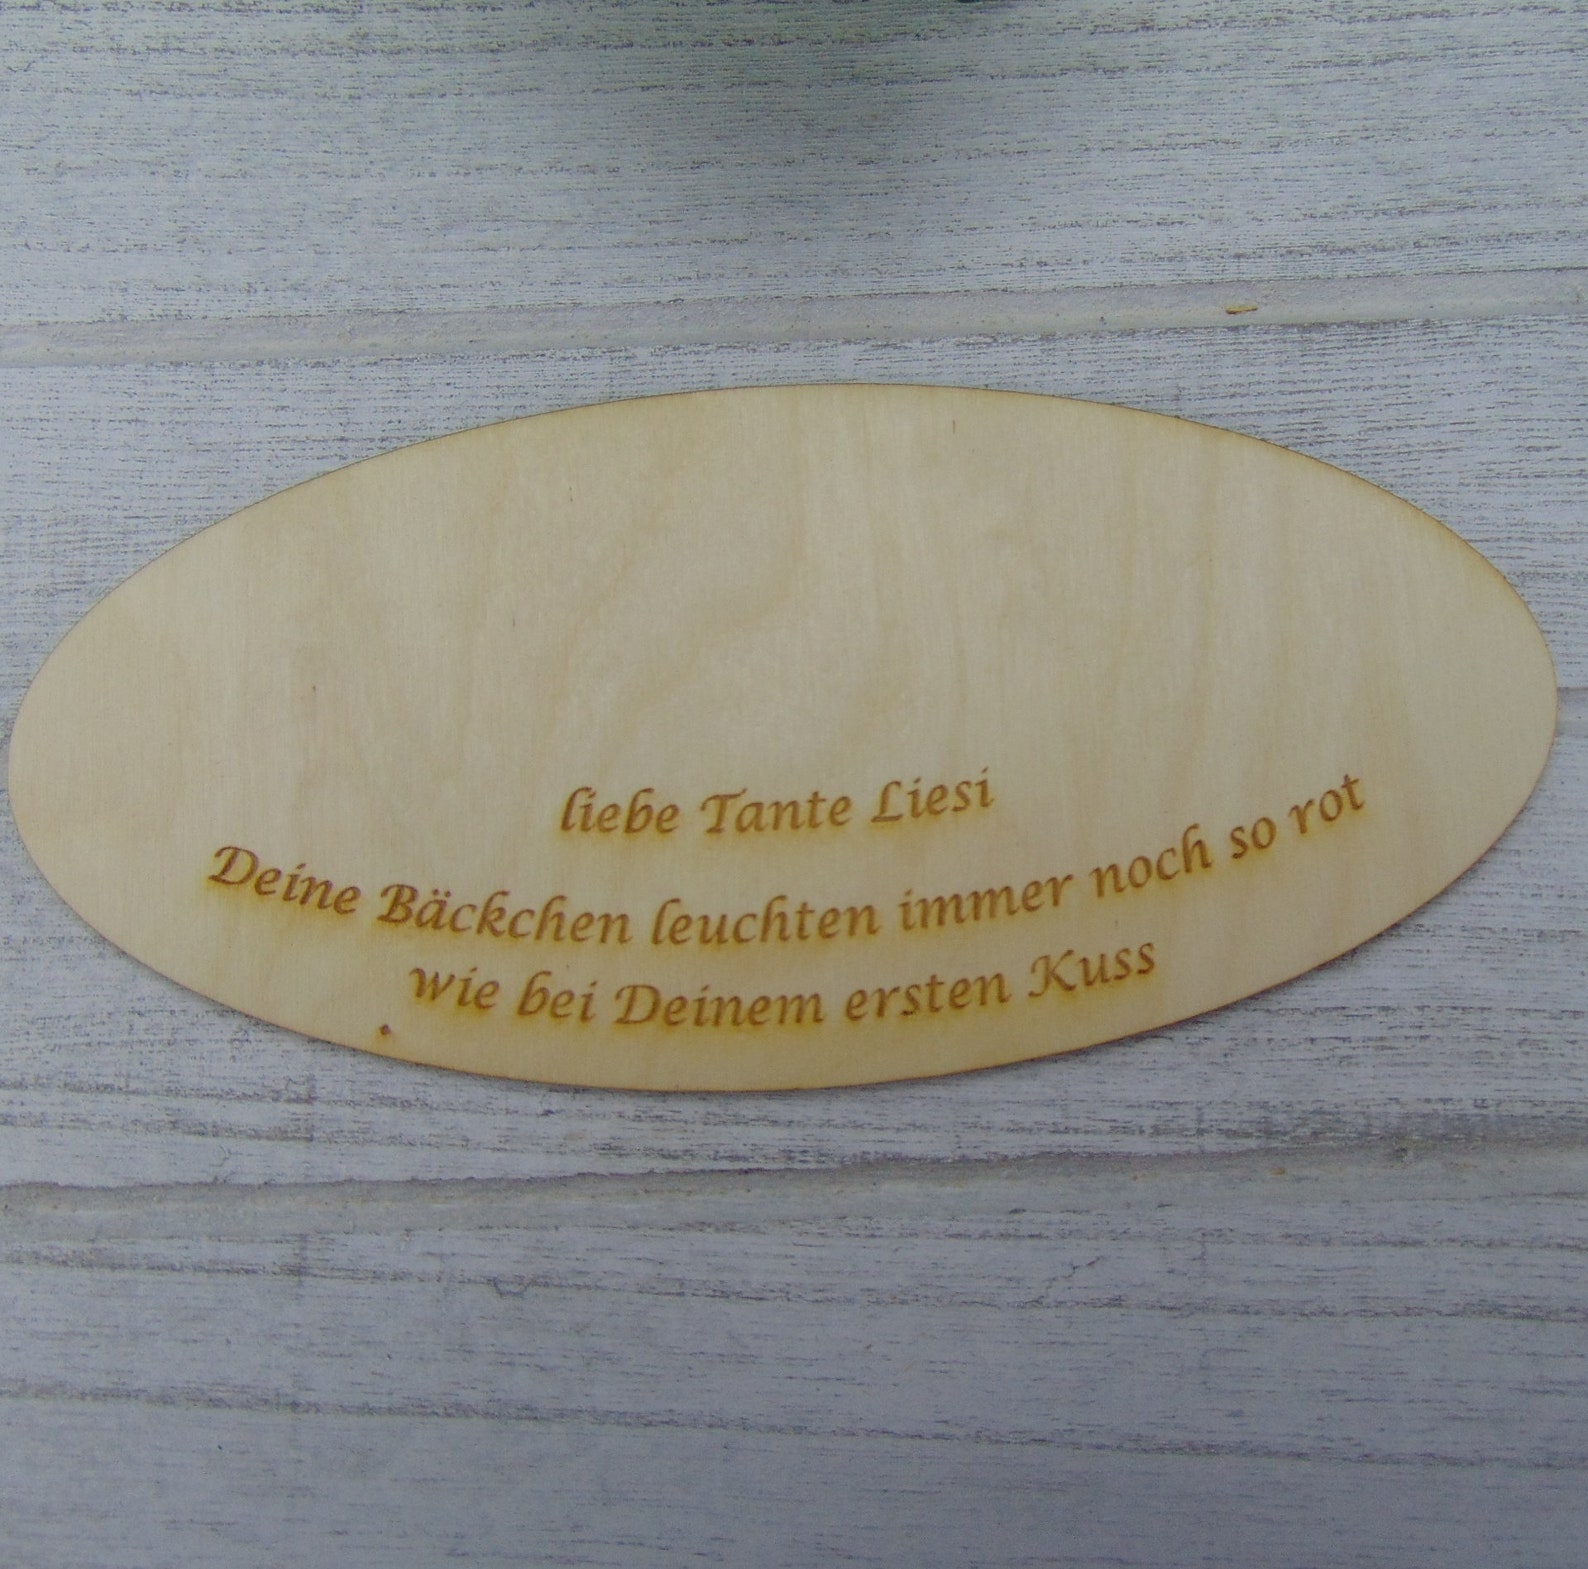 liebe Tante Liesi
Deine Bäckchen leuchten immer noch so rot
wie bei Deinem ersten Kuss